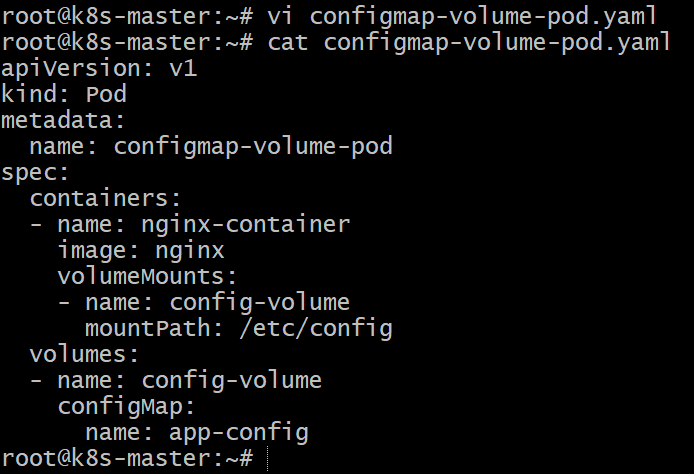 root@k8s-master:~# vi configmap-volume-pod.yaml
root@k8s-master:~# cat configmap-volume-pod.yaml
apiVersion: v1
kind: Pod
metadata:
  name: configmap-volume-pod
spec:
  containers:
  - name: nginx-container
    image: nginx
    volumeMounts:
    - name: config-volume
      mountPath: /etc/config
  volumes:
  - name: config-volume
    configMap:
      name: app-config
root@k8s-master:~#